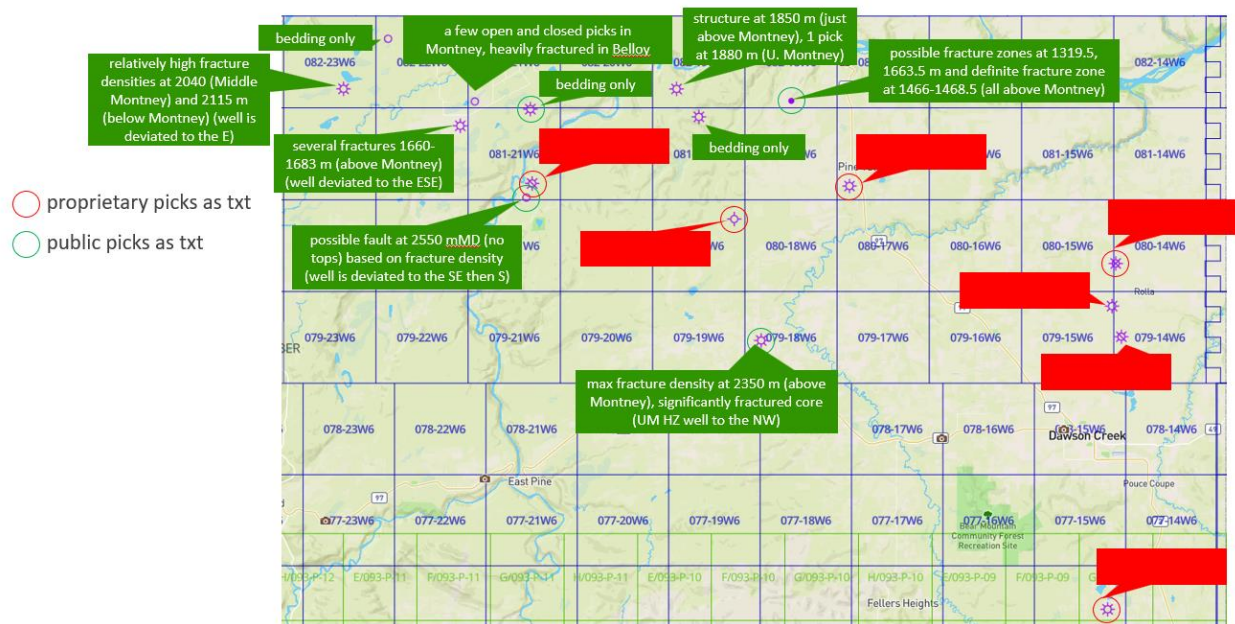 bedding only
a few open and closed picks in
Montney, heavily fractured in Belloy
structure at 1850 m (just
above Montney), 1 pick
at 1880 m (U. Montney)
possible fracture zones at 1319.5,
1663.5 m and definite fracture zone
at 1466-1468.5 (all above Montney)
relatively high fracture
densities at 2040 (Middle
Montney) and 2115 m
(below Montney) (well is
deviated to the E)
bedding only
several fractures 1660-
1683 m (above Montney)
(well deviated to the ESE)
bedding only
proprietary picks as txt
public picks as txt
possible fault at 2550 mMD (no
tops) based on fracture density
(well is deviated to the SE then S)
max fracture density at 2350 m (above
Montney), significantly fractured core
(UM HZ well to the NW)
082-23W6
082-14W6
081-21W6
081-15W6 081-14W6
080-18W6 080-17W6 080-16W6 080-15W6 080-14W6
97
Rolla
079-23W6 079-22W6 079-21W6 079-20W6 079-19W6 079-18W6 079-17W6 079-16W6 079-15W6 079-14W6
BER
97
078-23W6 078-22W6 078-21W6 078-17W6 078-16W6 078-15W6 078-14W6
97
49
Dawson Creek
East Pine
Pouce Coupe
97
077-23W6 077-22W6 077-21W6 077-20W6 077-19W6 077-18W6 077-17W6 077-16W6 077-15W6 077-14W6
2
Bear Mountain
Community Forest
Recreation Site
H/093-P-12 E/093-P-11 F/093-P-11 G/093-P-11 H/093-P-11 E/093-P-10 F/093-P-10 G/093-P-10 H/093-P-10 E/093-P-09 F/093-P-09
Fellers Heights